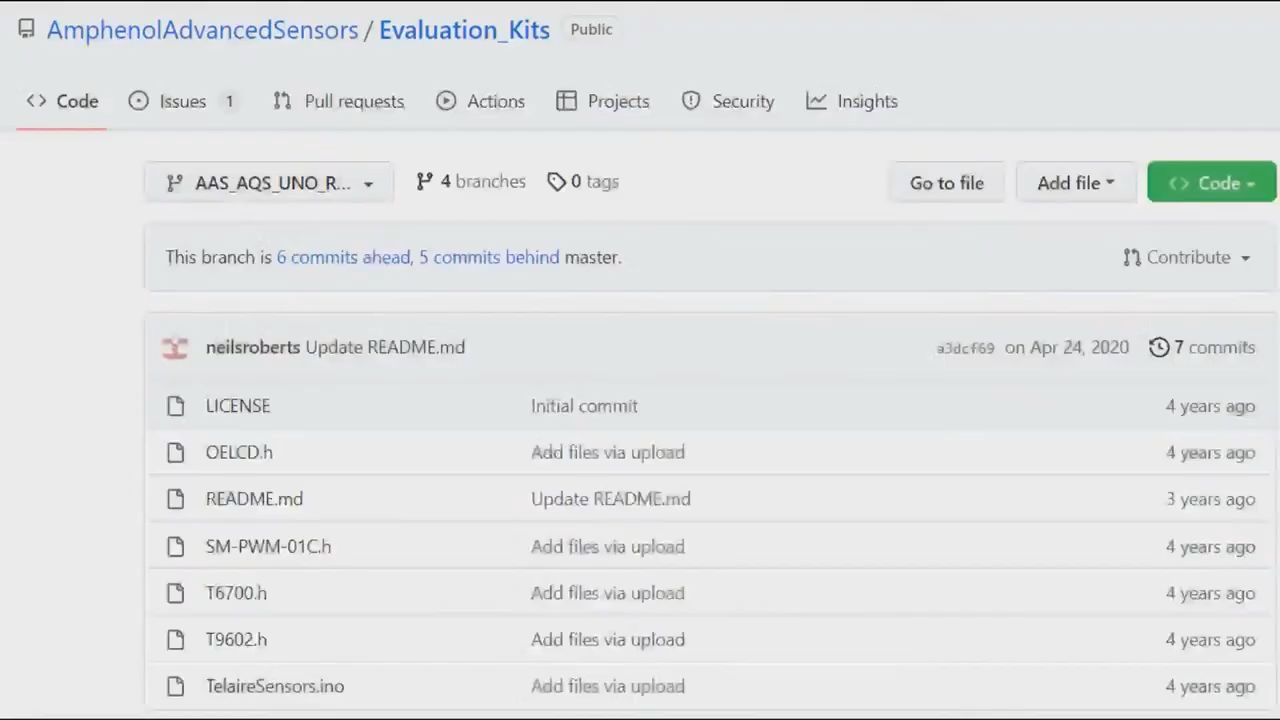 AmphenolAdvancedSensors / Evaluation_Kits Public
Code Issues 1 Pull requests Actions Projects Security Insights
AAS_AQS_UNO_R... 4 branches 0 tags Go to file Add file Code
This branch is 6 commits ahead, 5 commits behind master. Contribute
neilsroberts Update README.md a3dcf69 on Apr 24, 2020 7 commits
LICENSE Initial commit 4 years ago
OELCD.h Add files via upload 4 years ago
README.md Update README.md 3 years ago
SM-PWM-01C.h Add files via upload 4 years ago
T6700.h Add files via upload 4 years ago
T9602.h Add files via upload 4 years ago
TelaireSensors.ino Add files via upload 4 years ago